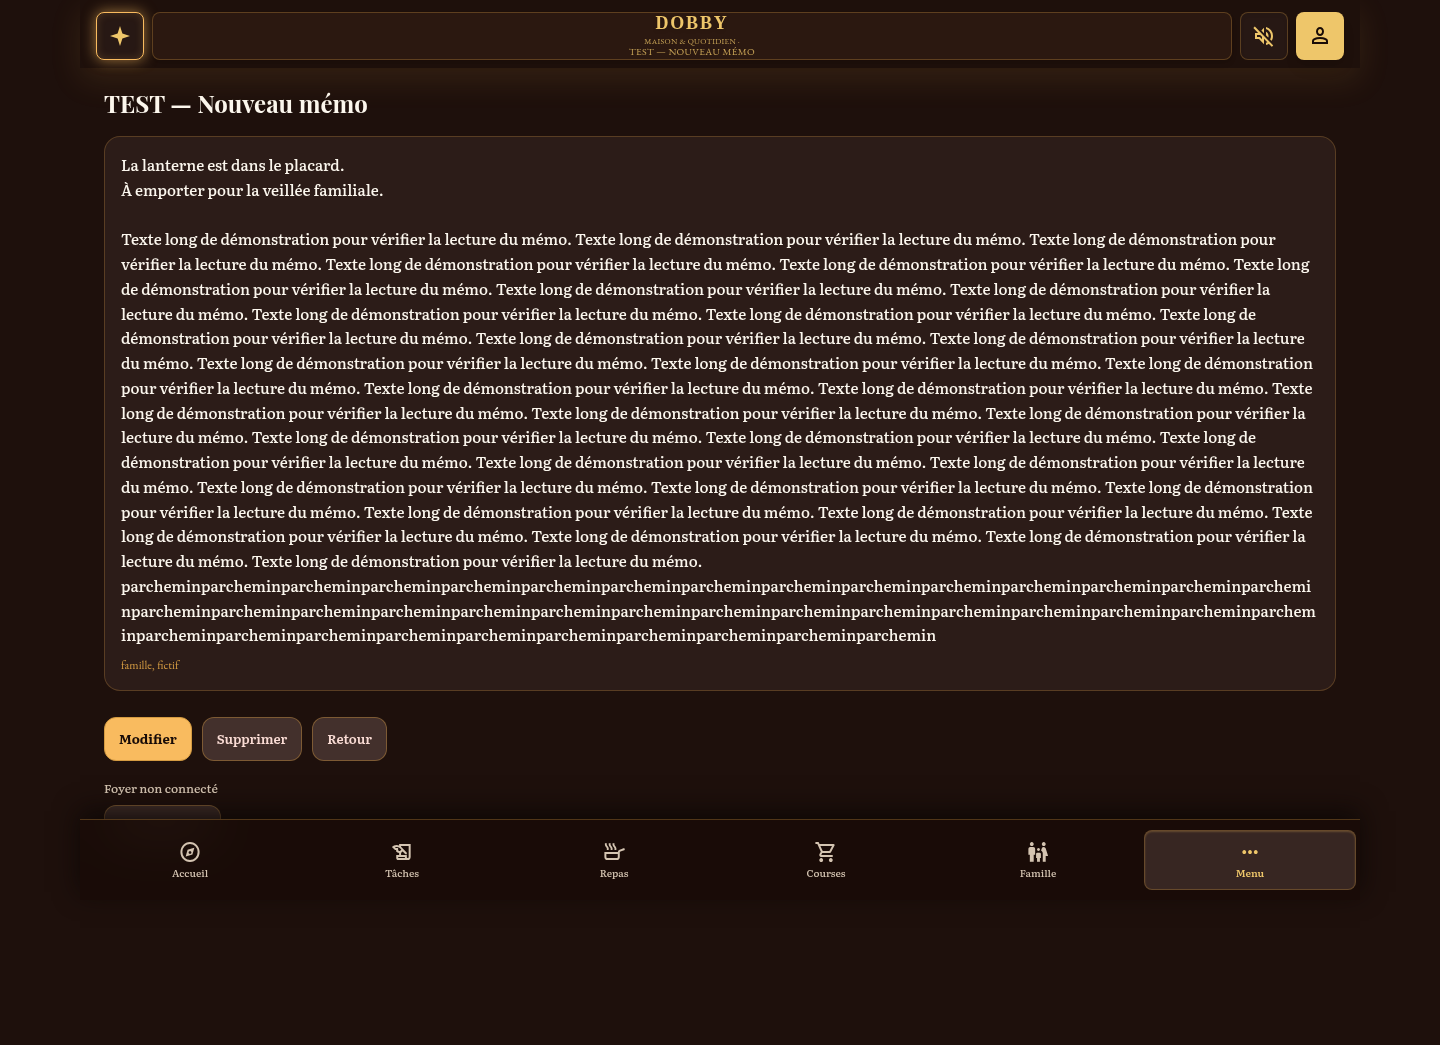 DOBBY
MAISON & QUOTIDIEN ·
TEST — NOUVEAU MÉMO
TEST — Nouveau mémo
La lanterne est dans le placard.
À emporter pour la veillée familiale.
Texte long de démonstration pour vérifier la lecture du mémo. Texte long de démonstration pour vérifier la lecture du mémo. Texte long de démonstration pour
vérifier la lecture du mémo. Texte long de démonstration pour vérifier la lecture du mémo. Texte long de démonstration pour vérifier la lecture du mémo. Texte long
de démonstration pour vérifier la lecture du mémo. Texte long de démonstration pour vérifier la lecture du mémo. Texte long de démonstration pour vérifier la
lecture du mémo. Texte long de démonstration pour vérifier la lecture du mémo. Texte long de démonstration pour vérifier la lecture du mémo. Texte long de
démonstration pour vérifier la lecture du mémo. Texte long de démonstration pour vérifier la lecture du mémo. Texte long de démonstration pour vérifier la lecture
du mémo. Texte long de démonstration pour vérifier la lecture du mémo. Texte long de démonstration pour vérifier la lecture du mémo. Texte long de démonstration
pour vérifier la lecture du mémo. Texte long de démonstration pour vérifier la lecture du mémo. Texte long de démonstration pour vérifier la lecture du mémo. Texte
long de démonstration pour vérifier la lecture du mémo. Texte long de démonstration pour vérifier la lecture du mémo. Texte long de démonstration pour vérifier la
lecture du mémo. Texte long de démonstration pour vérifier la lecture du mémo. Texte long de démonstration pour vérifier la lecture du mémo. Texte long de
démonstration pour vérifier la lecture du mémo. Texte long de démonstration pour vérifier la lecture du mémo. Texte long de démonstration pour vérifier la lecture
du mémo. Texte long de démonstration pour vérifier la lecture du mémo. Texte long de démonstration pour vérifier la lecture du mémo. Texte long de démonstration
pour vérifier la lecture du mémo. Texte long de démonstration pour vérifier la lecture du mémo. Texte long de démonstration pour vérifier la lecture du mémo. Texte
long de démonstration pour vérifier la lecture du mémo. Texte long de démonstration pour vérifier la lecture du mémo. Texte long de démonstration pour vérifier la
lecture du mémo. Texte long de démonstration pour vérifier la lecture du mémo.
parcheminparcheminparcheminparcheminparcheminparcheminparcheminparcheminparcheminparcheminparcheminparcheminparcheminparcheminparchemi
nparcheminparcheminparcheminparcheminparcheminparcheminparcheminparcheminparcheminparcheminparcheminparcheminparcheminparcheminparchem
inparcheminparcheminparcheminparcheminparcheminparcheminparcheminparcheminparcheminparchemin
famille, fictif
Modifier
Supprimer
Retour
Foyer non connecté
Accueil
Tâches
Repas
Courses
Famille
Menu